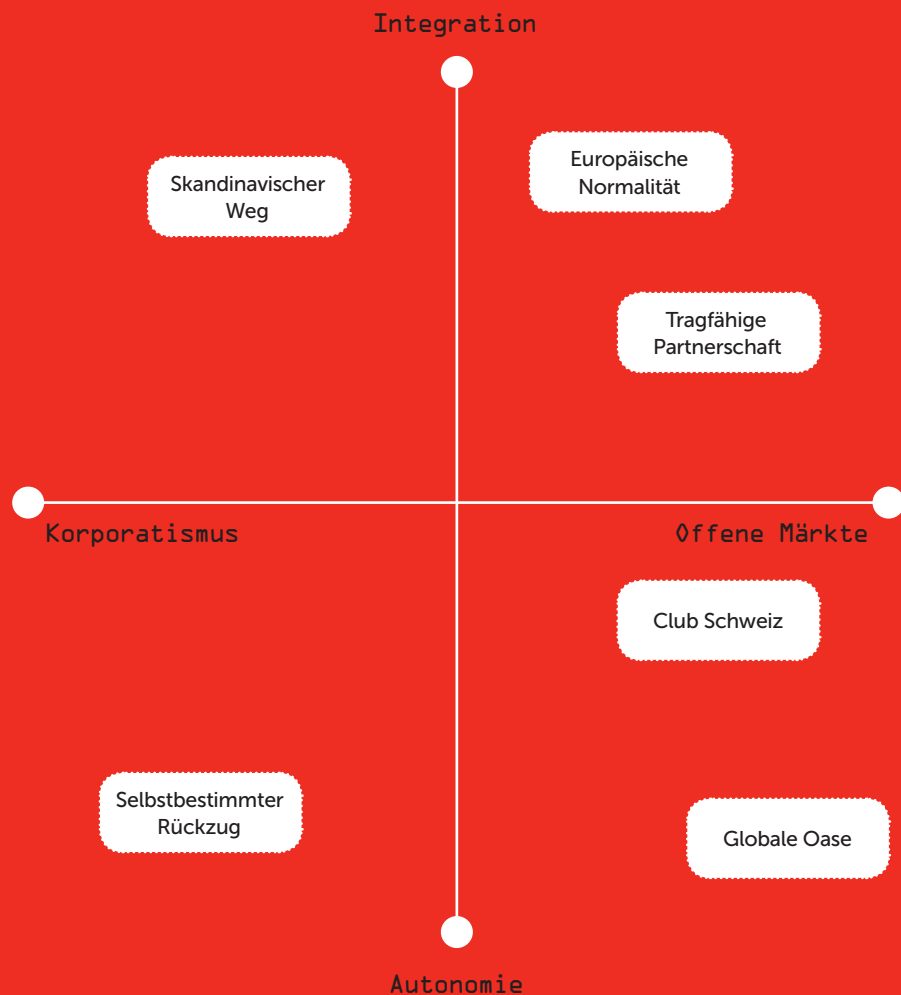 Integration
Europäische
Normalität
Skandinavischer
Weg
Tragfähige
Partnerschaft
Korporatismus
Offene Märkte
Club Schweiz
Selbstbestimmter
Rückzug
Globale Oase
Autonomie